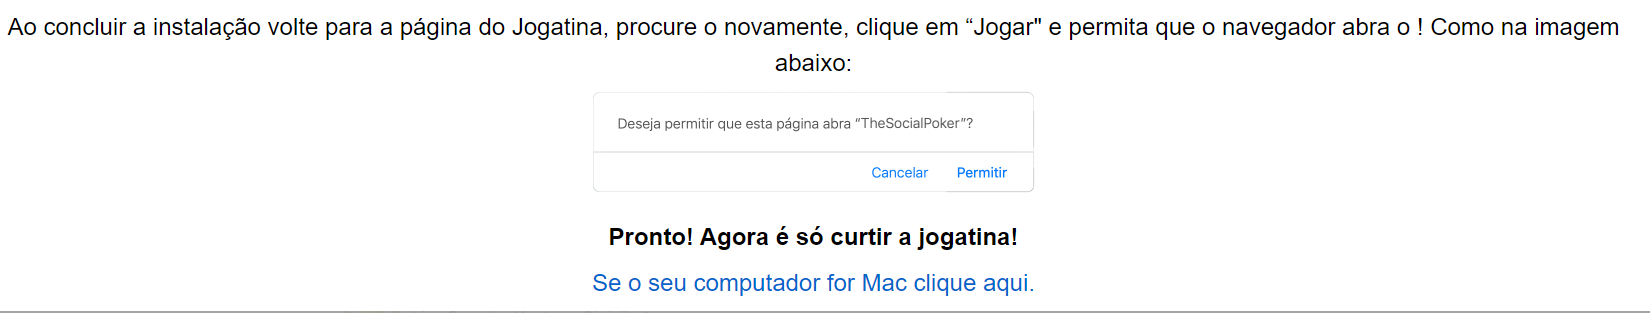 Ao concluir a instalação volte para a página do Jogatina, procure o novamente, clique em “Jogar" e permita que o navegador abra o ! Como na imagem
abaixo:
Deseja permitir que esta página abra “TheSocialPoker”?
Cancelar Permitir
Pronto! Agora é só curtir a jogatina!
Se o seu computador for Mac clique aqui.